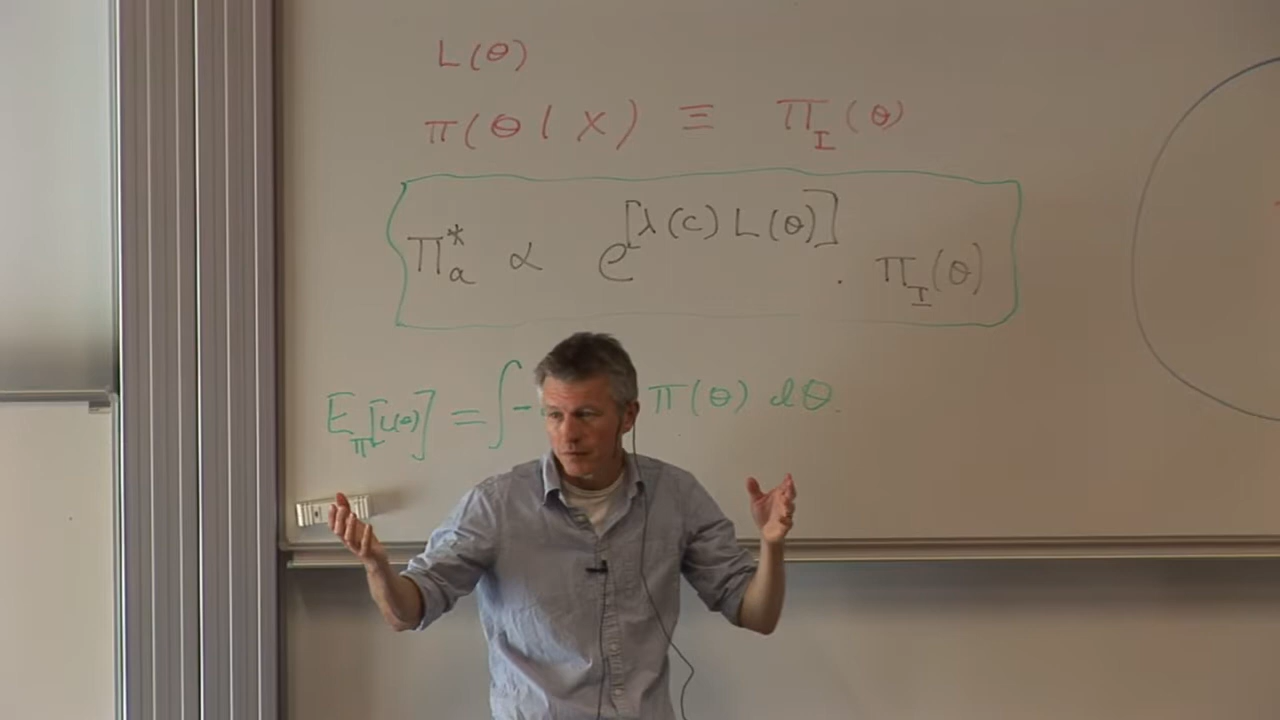 L(θ)
π(θ|X) ≡ π_I(θ)
π*_a ∝ e^[λ(c) L(θ)] · π_I(θ)
E_π[L(θ)] = ∫ π(θ) dθ.